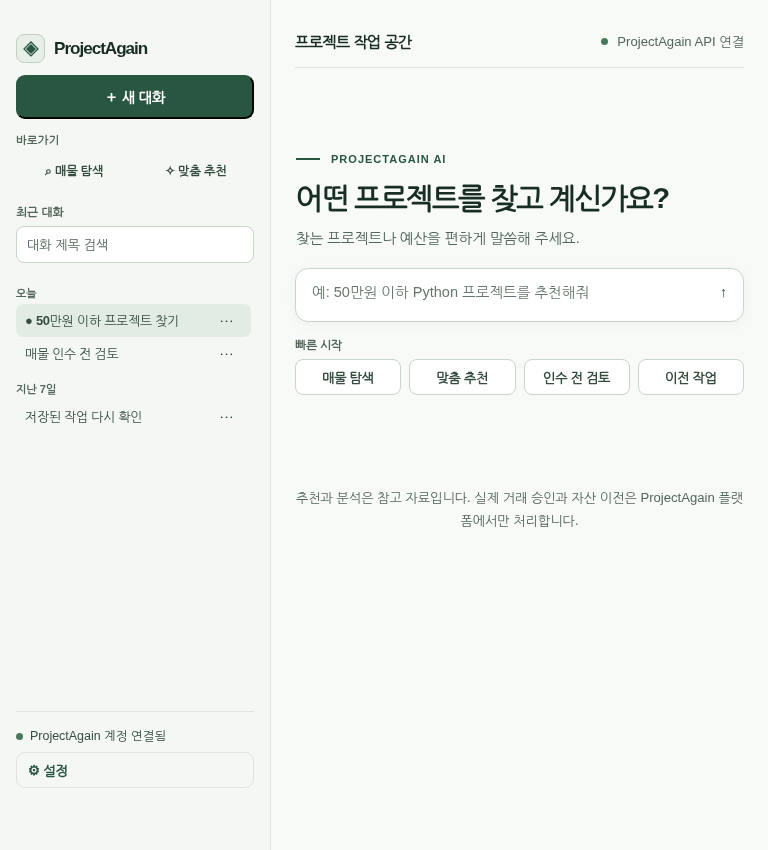 ◈ ProjectAgain
+ 새 대화
바로가기
⌕ 매물 탐색
✧ 맞춤 추천
최근 대화
대화 제목 검색
오늘
● 50만원 이하 프로젝트 찾기 ···
매물 인수 전 검토 ···
지난 7일
저장된 작업 다시 확인 ···
ProjectAgain 계정 연결됨
⚙ 설정
프로젝트 작업 공간
ProjectAgain API 연결
PROJECTAGAIN AI
어떤 프로젝트를 찾고 계신가요?
찾는 프로젝트나 예산을 편하게 말씀해 주세요.
예: 50만원 이하 Python 프로젝트를 추천해줘 ↑
빠른 시작
매물 탐색
맞춤 추천
인수 전 검토
이전 작업
추천과 분석은 참고 자료입니다. 실제 거래 승인과 자산 이전은 ProjectAgain 플랫
폼에서만 처리합니다.